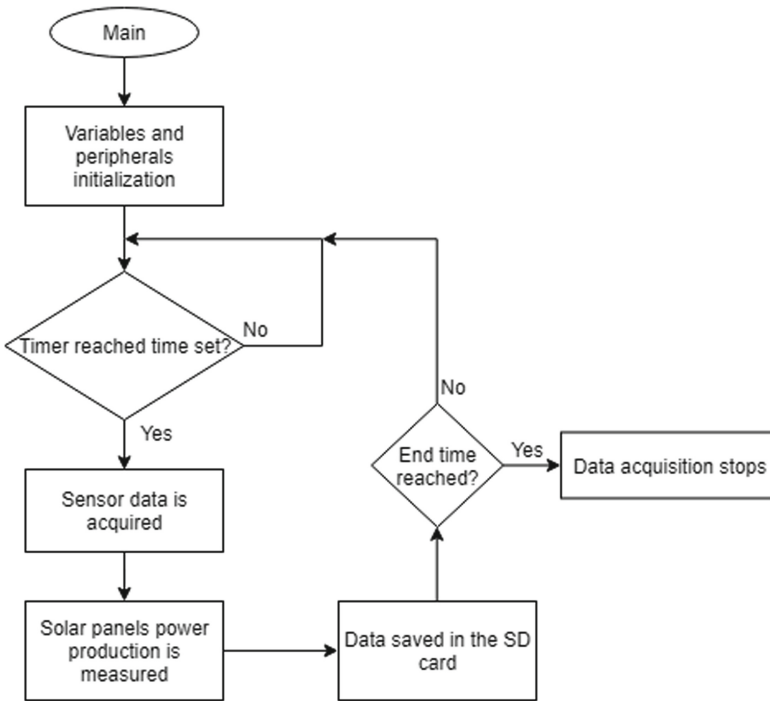 Main
Variables and
peripherals
initialization
Timer reached time set?
No
Yes
Sensor data is
acquired
Solar panels power
production is
measured
Data saved in the SD
card
End time
reached?
No
Yes
Data acquisition stops